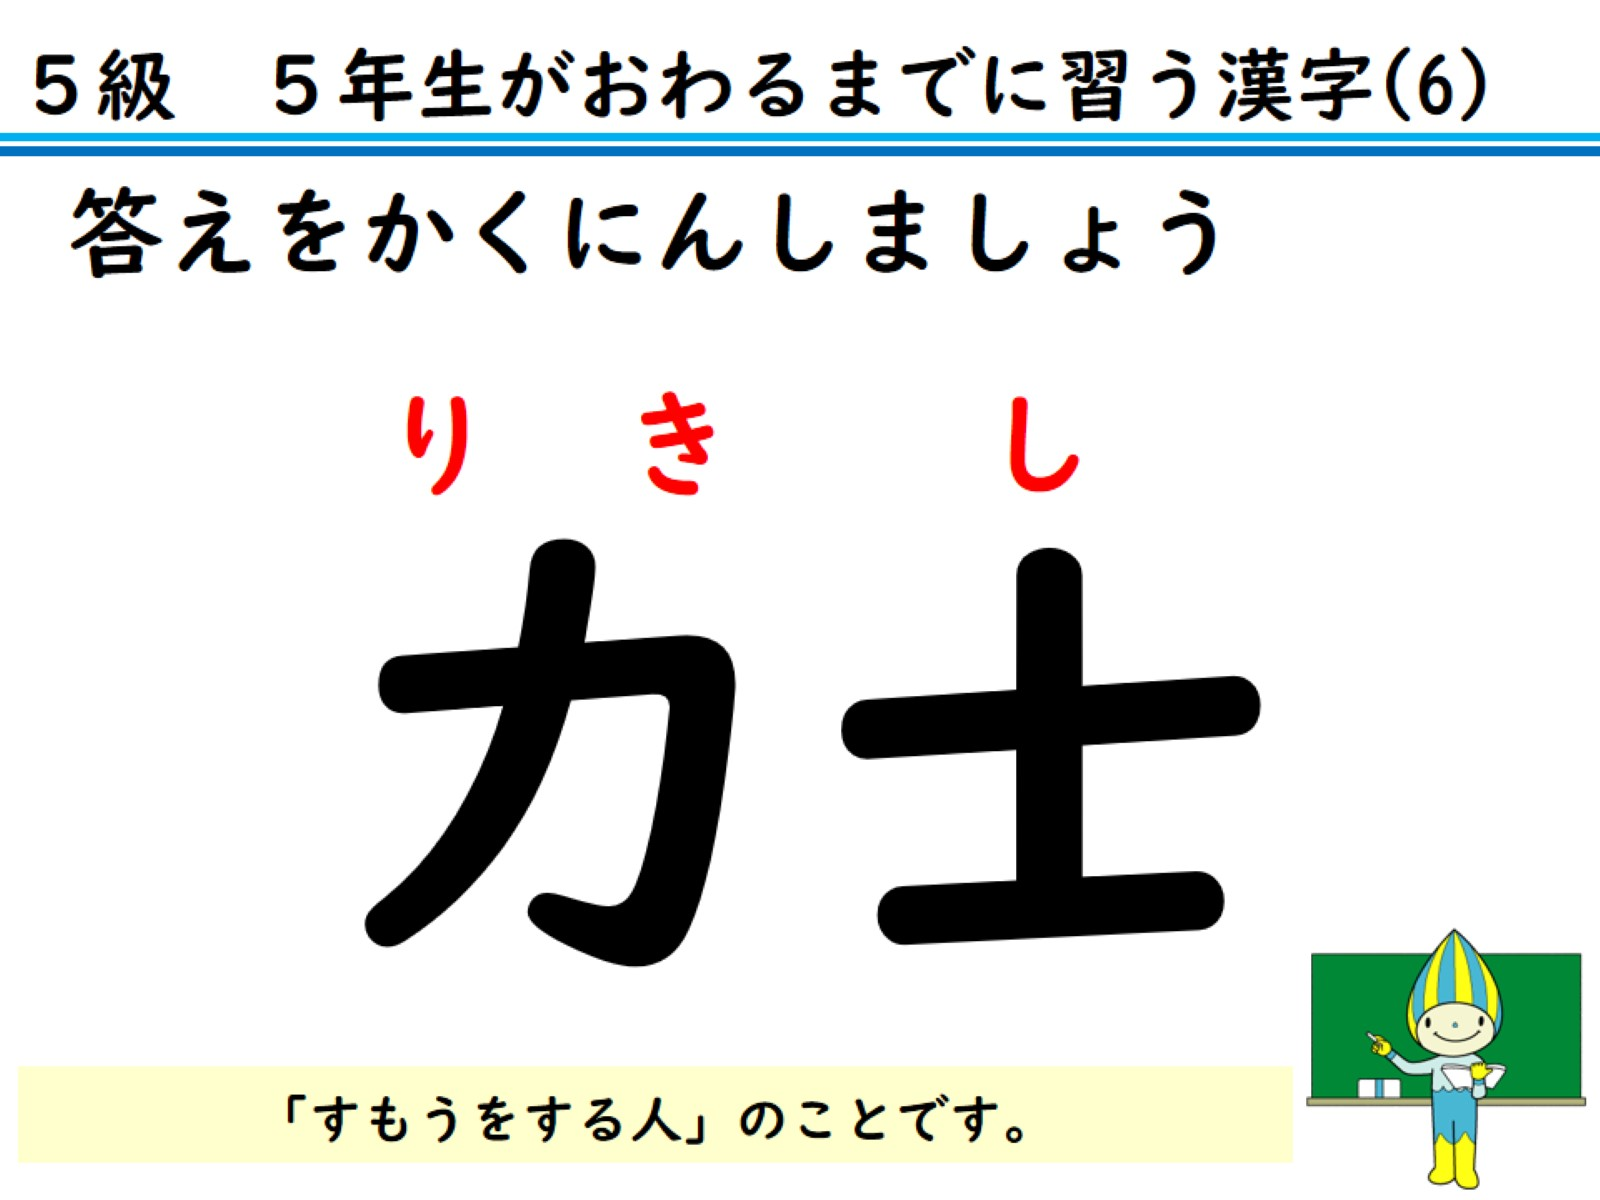 ５級　５年生がおわるまでに習う漢字(6)
答えをかくにんしましょう
りき　し
力士
「すもうをする人」のことです。